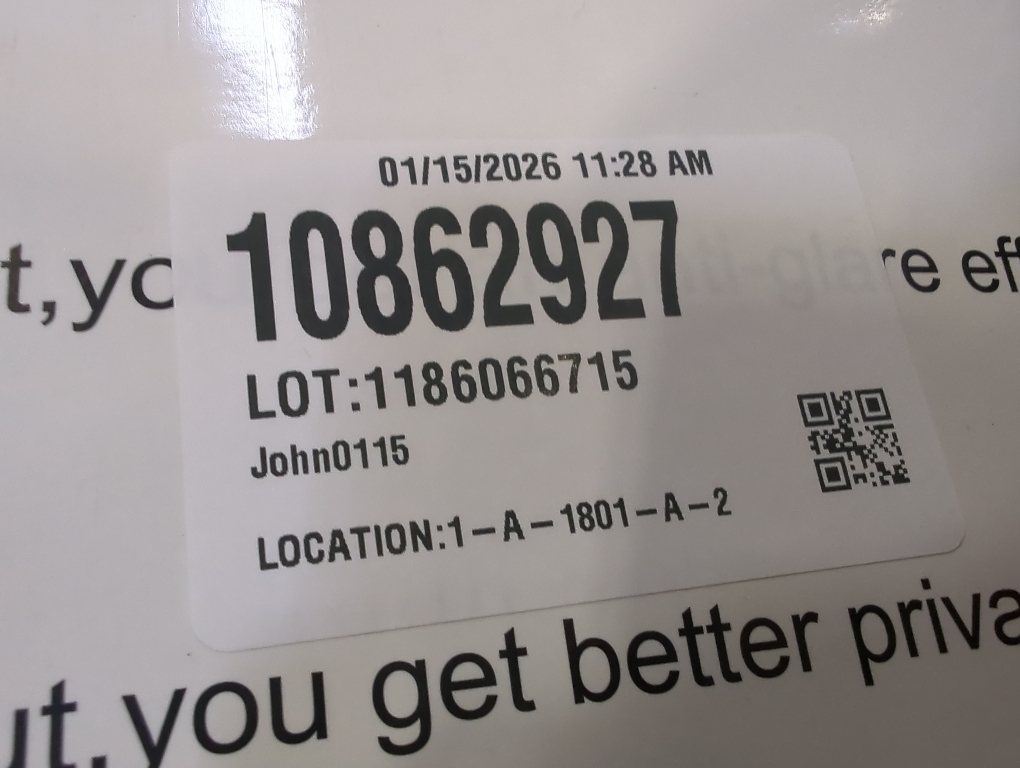 01/15/2026 11:28 AM
10862927
t,yo
re ef
LOT:1186066715
John0115
LOCATION:1-A-1801-A-2
ut,you get better priva